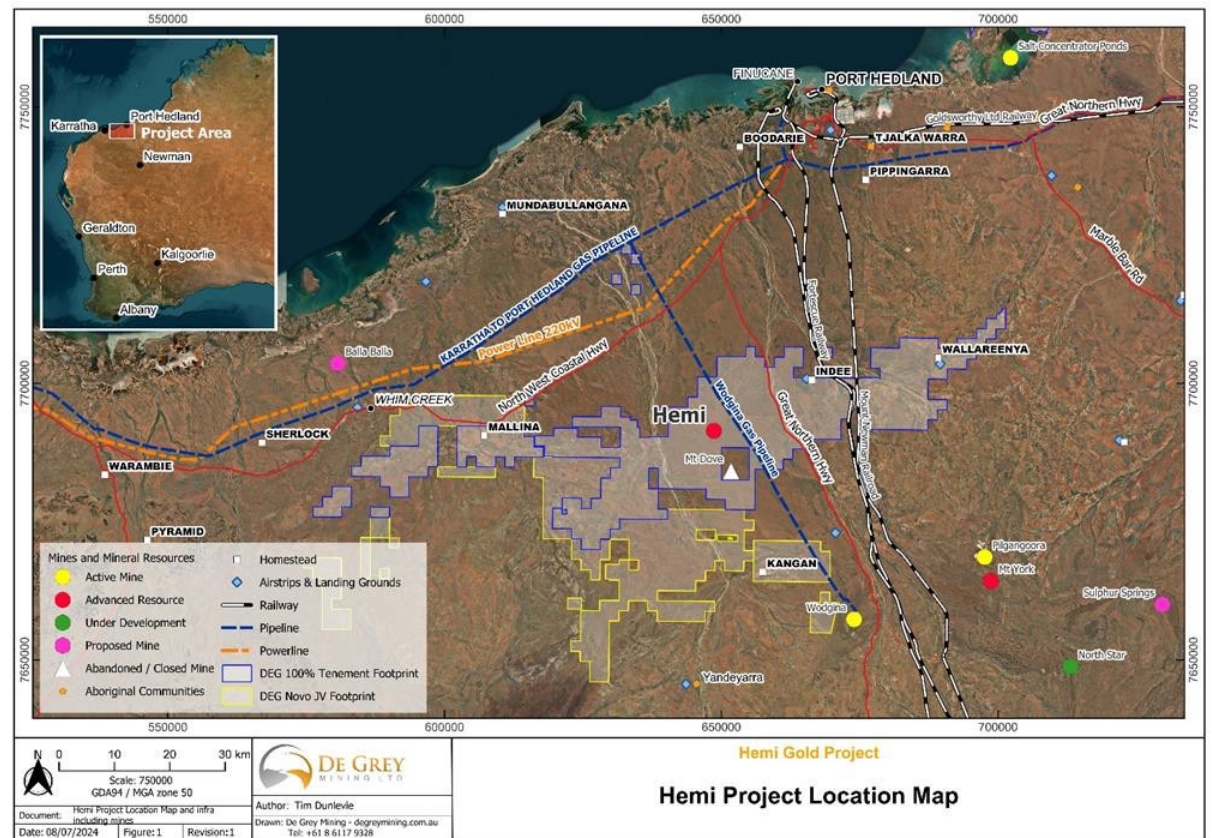 550000
600000
650000
700000
Port Hedland
Karratha
Project Area
Newman
Geraldton
Kalgoorlie
Perth
Albany
7750000
7750000
Salt Concentrator Ponds
FINUCANE
PORT HEDLAND
Goldsworthy Ltd Railway
Great Northern Hwy
BOODARIE
TJALKA WARRA
PIPPINGARRA
MUNDABULLANGANA
Marble Bar Rd
KARRATHA TO PORT HEDLAND GAS PIPELINE
Power Line 220kV
North West Coastal Hwy
Fortescue Railway
Balla Balla
WALLAREENYA
INDEE
7700000
7700000
WHIM CREEK
Hemi
Wodgina Gas Pipeline
Great Northern Hwy
Mount Newman Railroad
MALLINA
SHERLOCK
Mt Dove
WARAMBIE
PYRAMID
Pilgangoora
KANGAN
Mt York
Sulphur Springs
Wodgina
North Star
Yandeyarra
7650000
Mines and Mineral Resources
Active Mine
Advanced Resource
Under Development
Proposed Mine
Abandoned / Closed Mine
Aboriginal Communities
Homestead
Airstrips & Landing Grounds
Railway
Pipeline
Powerline
DEG 100% Tenement Footprint
DEG Novo JV Footprint
7650000
550000
600000
650000
700000
N
0 10 20 30 km
Scale: 750000
GDA94 / MGA zone 50
Document: Hemi Project Location Map and infra
including mines
Date: 08/07/2024 Figure:1 Revision:1
DE GREY
MINING LTD
Author: Tim Dunlevie
Drawn: De Grey Mining - degreymining.com.au
Tel: +61 8 6117 9328
Hemi Gold Project
Hemi Project Location Map